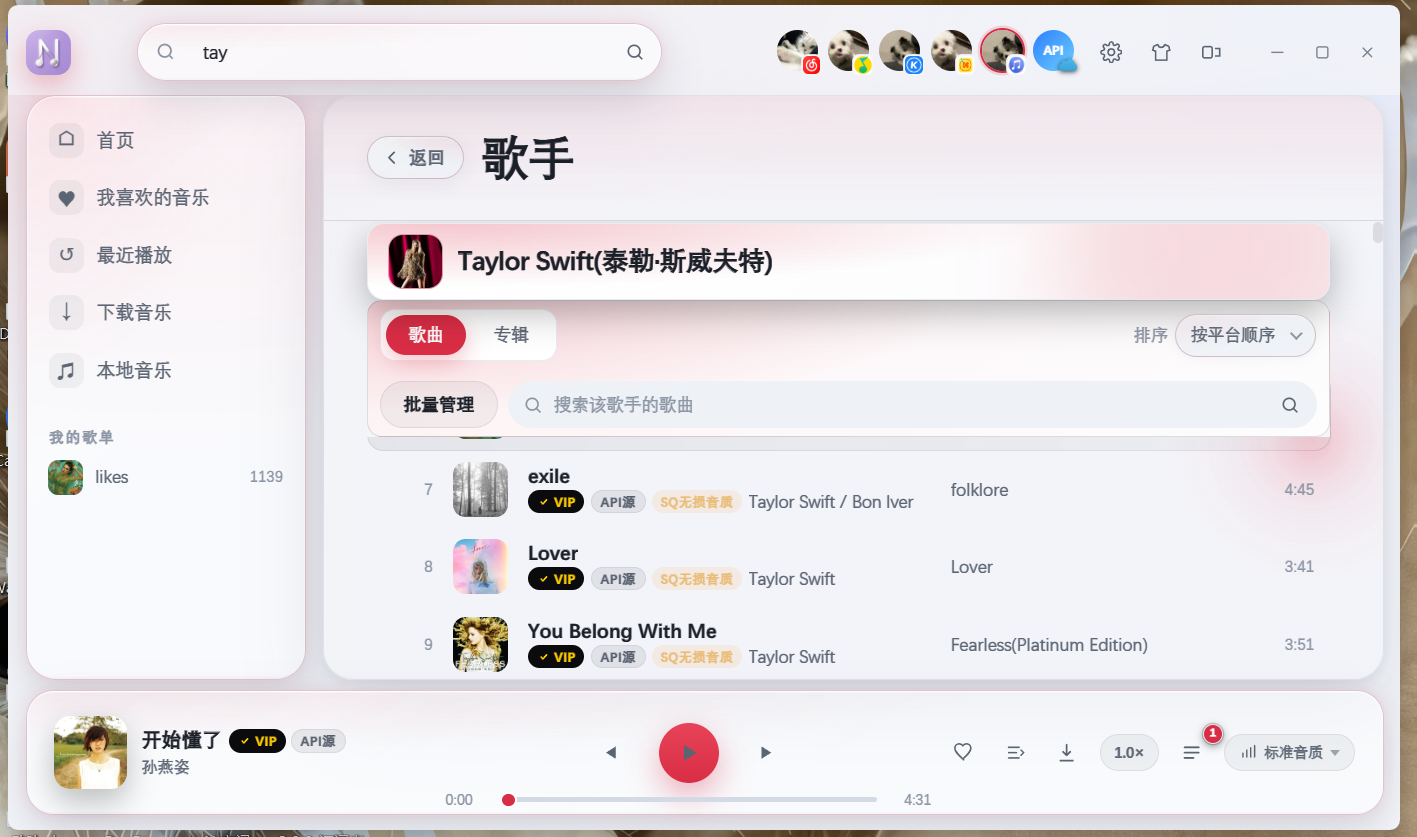 tay
API
首页
我喜欢的音乐
最近播放
下载音乐
本地音乐
我的歌单
likes 1139
返回 歌手
Taylor Swift(泰勒·斯威夫特)
歌曲 专辑 排序 按平台顺序
批量管理 搜索该歌手的歌曲
7 exile folklore 4:45
VIP API源 SQ无损音质 Taylor Swift / Bon Iver
8 Lover Lover 3:41
VIP API源 SQ无损音质 Taylor Swift
9 You Belong With Me Fearless(Platinum Edition) 3:51
VIP API源 SQ无损音质 Taylor Swift
开始懂了 VIP API源
孙燕姿
1.0× 1 标准音质
0:00 4:31